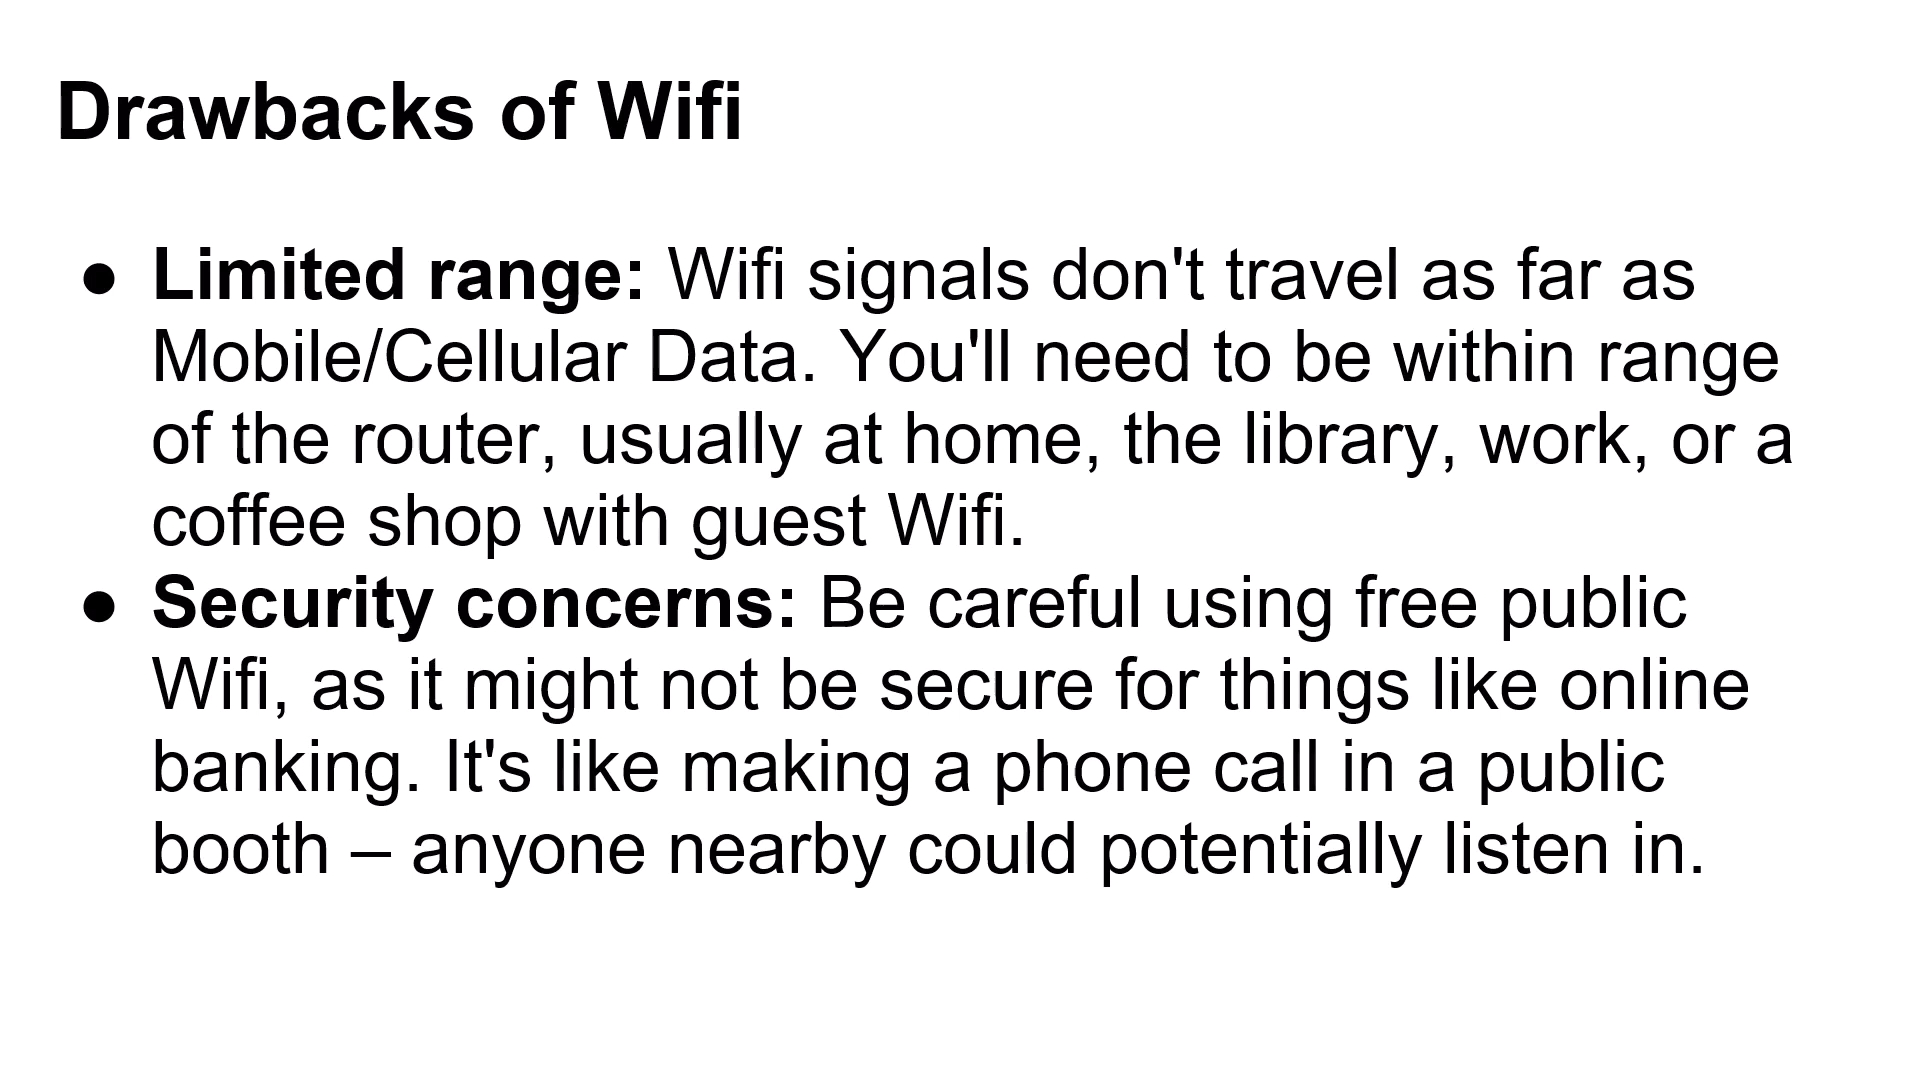 Drawbacks of Wifi
● Limited range: Wifi signals don't travel as far as
Mobile/Cellular Data. You'll need to be within range
of the router, usually at home, the library, work, or a
coffee shop with guest Wifi.
● Security concerns: Be careful using free public
Wifi, as it might not be secure for things like online
banking. It's like making a phone call in a public
booth – anyone nearby could potentially listen in.